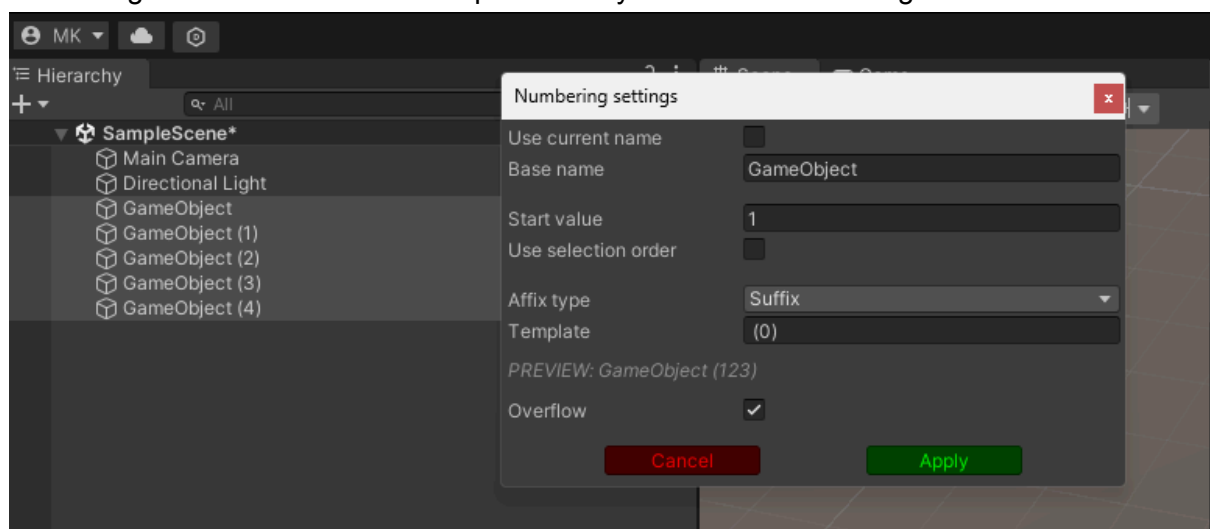 MK
Hierarchy
All
SampleScene*
Main Camera
Directional Light
GameObject
GameObject (1)
GameObject (2)
GameObject (3)
GameObject (4)
Numbering settings
x
Use current name
Base name GameObject
Start value 1
Use selection order
Affix type Suffix
Template (0)
PREVIEW: GameObject (123)
Overflow
Cancel Apply